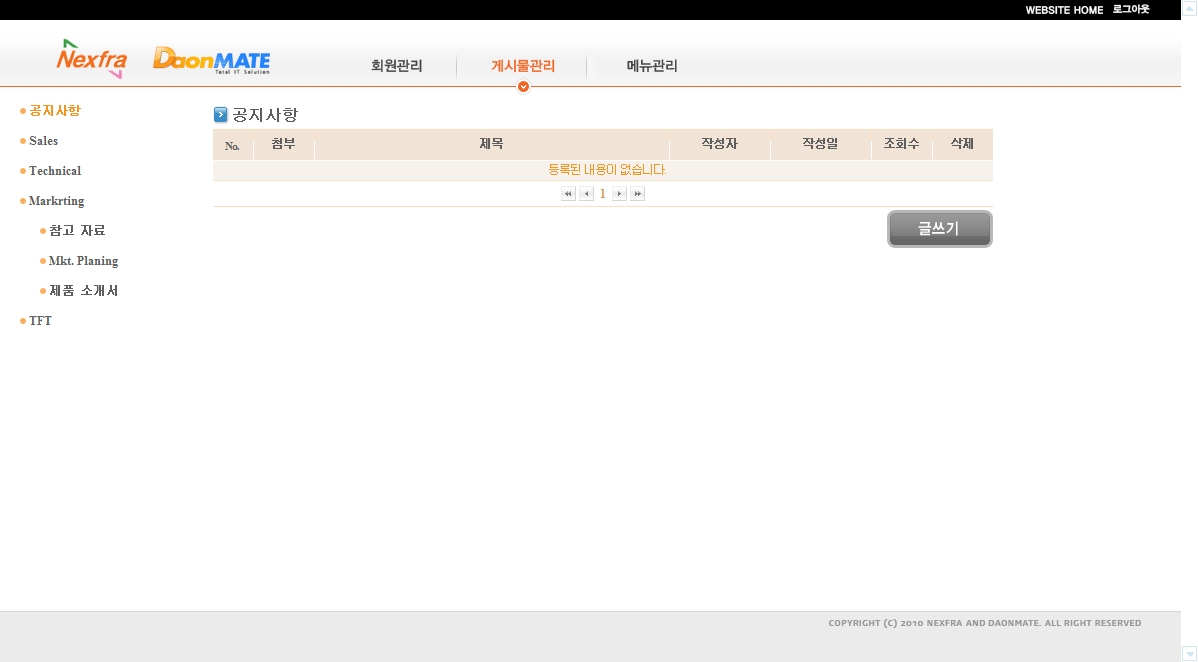 WEBSITE HOME 로그아웃
Nexfra DaonMATE
Total IT Solution
회원관리 게시물관리 메뉴관리
공지사항
Sales
Technical
Markrting
참고 자료
Mkt. Planing
제품 소개서
TFT
공지사항
No. 첨부 제목 작성자 작성일 조회수 삭제
등록된 내용이 없습니다.
1
글쓰기
COPYRIGHT (C) 2010 NEXFRA AND DAONMATE. ALL RIGHT RESERVED